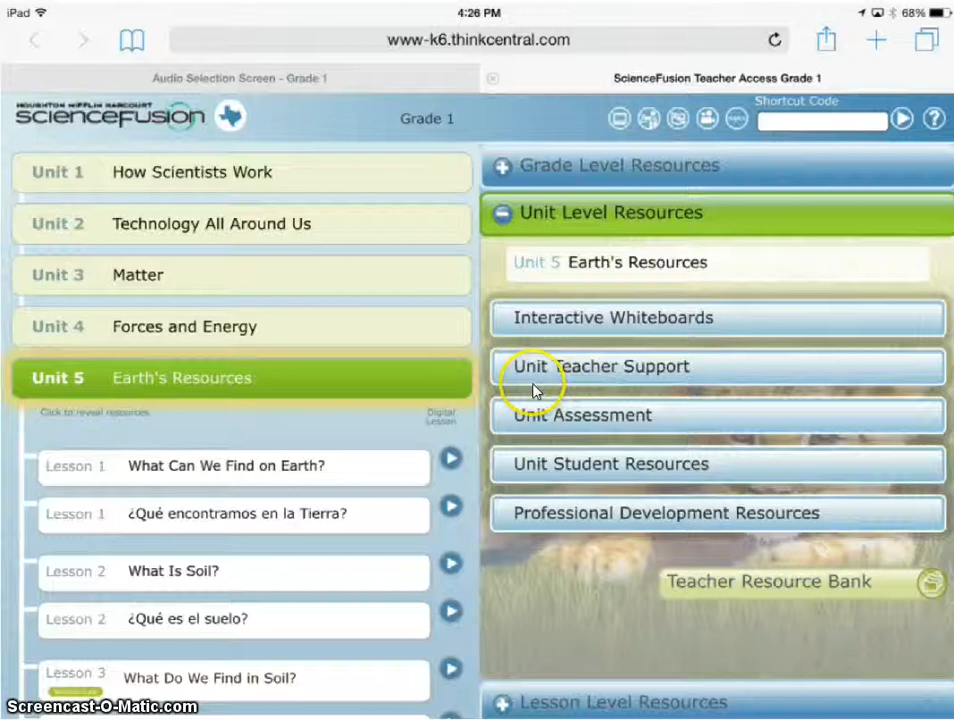 iPad
4:26 PM
68%
www-k6.thinkcentral.com
Audio Selection Screen - Grade 1
ScienceFusion Teacher Access Grade 1
HOUGHTON MIFFLIN HARCOURT
SCIENCEFUSION
Grade 1
Shortcut Code
?
Unit 1 How Scientists Work
Unit 2 Technology All Around Us
Unit 3 Matter
Unit 4 Forces and Energy
Unit 5 Earth's Resources
Click to reveal resources
Digital
Lesson
Lesson 1 What Can We Find on Earth?
Lesson 1 ¿Qué encontramos en la Tierra?
Lesson 2 What Is Soil?
Lesson 2 ¿Qué es el suelo?
Lesson 3 What Do We Find in Soil?
Grade Level Resources
Unit Level Resources
Unit 5 Earth's Resources
Interactive Whiteboards
Unit Teacher Support
Unit Assessment
Unit Student Resources
Professional Development Resources
Teacher Resource Bank
Lesson Level Resources
Screencast-O-Matic.com